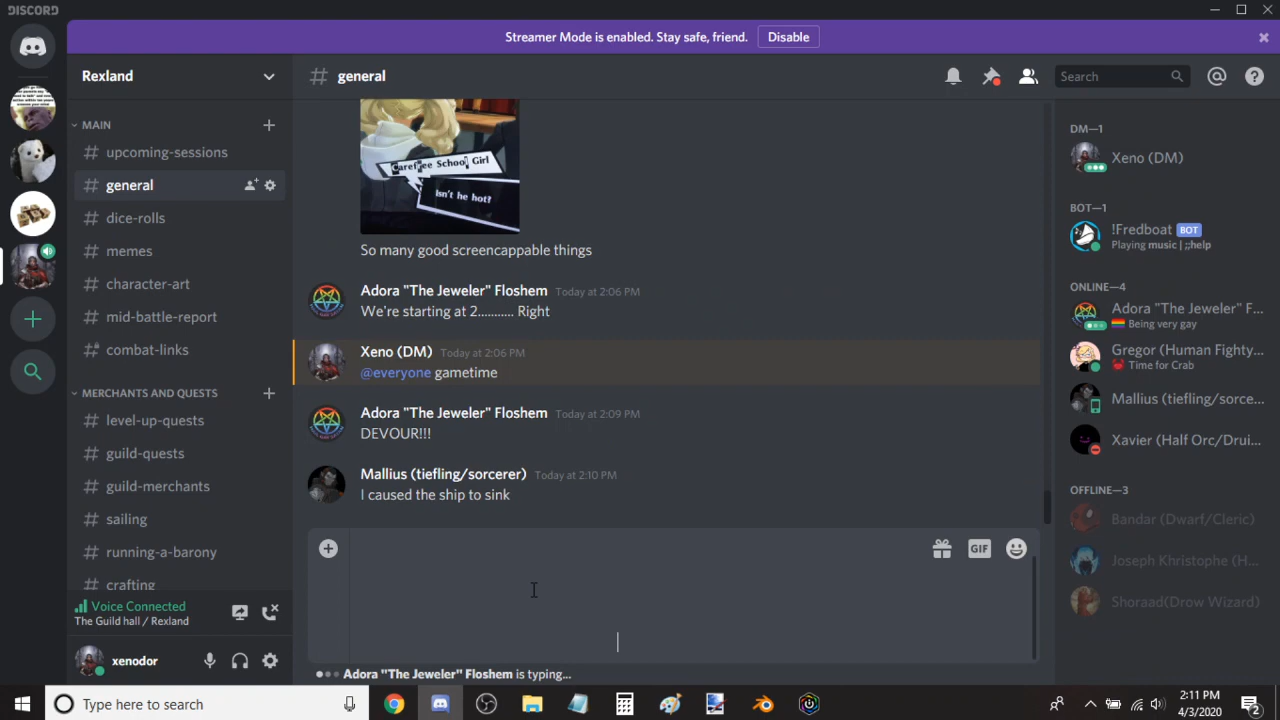 DISCORD
Streamer Mode is enabled. Stay safe, friend. Disable
Rexland
# general
Search
MAIN
# upcoming-sessions
# general
# dice-rolls
# memes
# character-art
# mid-battle-report
# combat-links
MERCHANTS AND QUESTS
# level-up-quests
# guild-quests
# guild-merchants
# sailing
# running-a-barony
# crafting
Voice Connected
The Guild hall / Rexland
xenodor
Carefree School Girl
Isn't he hot?
So many good screencappable things
Adora "The Jeweler" Floshem Today at 2:06 PM
We're starting at 2........... Right
Xeno (DM) Today at 2:06 PM
@everyone gametime
Adora "The Jeweler" Floshem Today at 2:09 PM
DEVOUR!!!
Mallius (tiefling/sorcerer) Today at 2:10 PM
I caused the ship to sink
GIF
Adora "The Jeweler" Floshem is typing...
DM—1
Xeno (DM)
BOT—1
!Fredboat BOT
Playing music | ;;help
ONLINE—4
Adora "The Jeweler" F...
Being very gay
Gregor (Human Fighty...
Time for Crab
Mallius (tiefling/sorce...
Xavier (Half Orc/Drui...
OFFLINE—3
Bandar (Dwarf/Cleric)
Joseph Khristophe (H...
Shoraad(Drow Wizard)
Type here to search
2:11 PM
4/3/2020
2